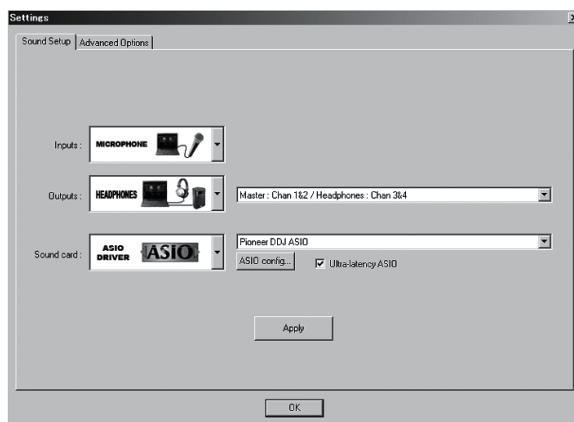 Settings
Sound Setup
Advanced Options
Inputs :
MICROPHONE
Outputs :
HEADPHONES
Master : Chan 1&2 / Headphones : Chan 3&4
Sound card :
ASIO
DRIVER
ASIO
Pioneer DDJ ASIO
ASIO config...
Ultra-latency ASIO
Apply
OK